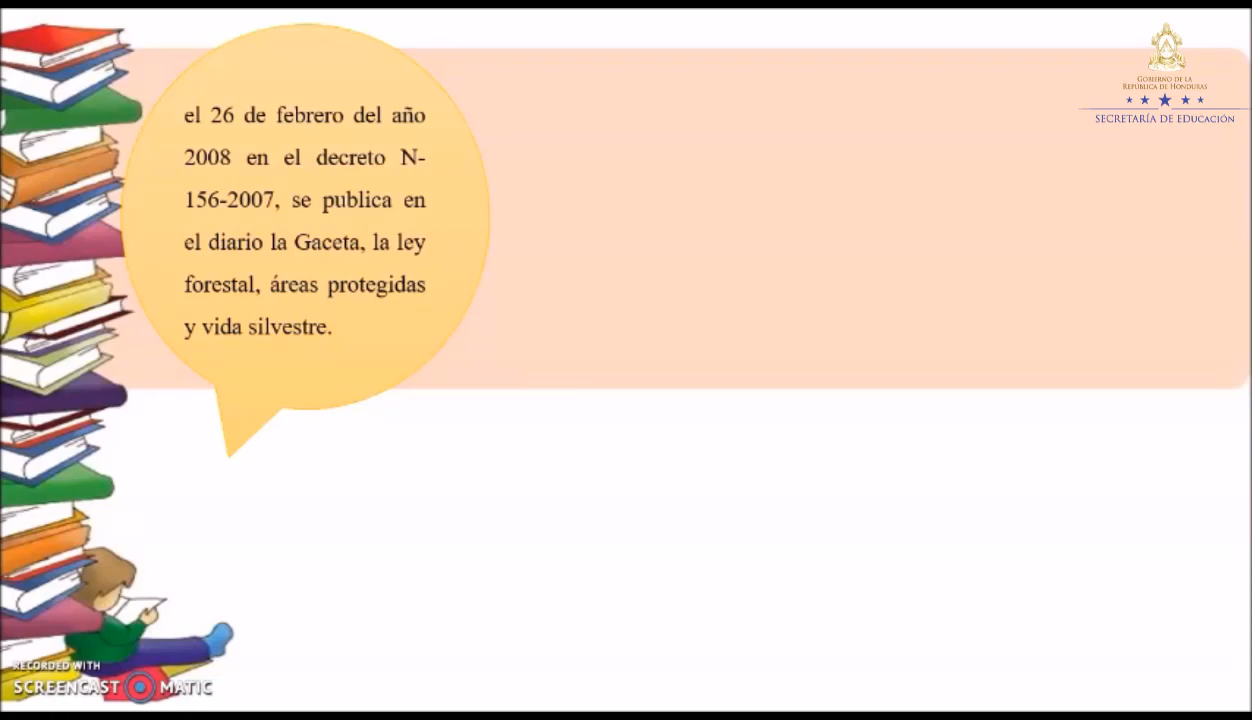 el 26 de febrero del año
2008 en el decreto N-
156-2007, se publica en
el diario la Gaceta, la ley
forestal, áreas protegidas
y vida silvestre.
GOBIERNO DE LA
REPÚBLICA DE HONDURAS
SECRETARÍA DE EDUCACIÓN
RECORDED WITH
SCREENCAST MATIC